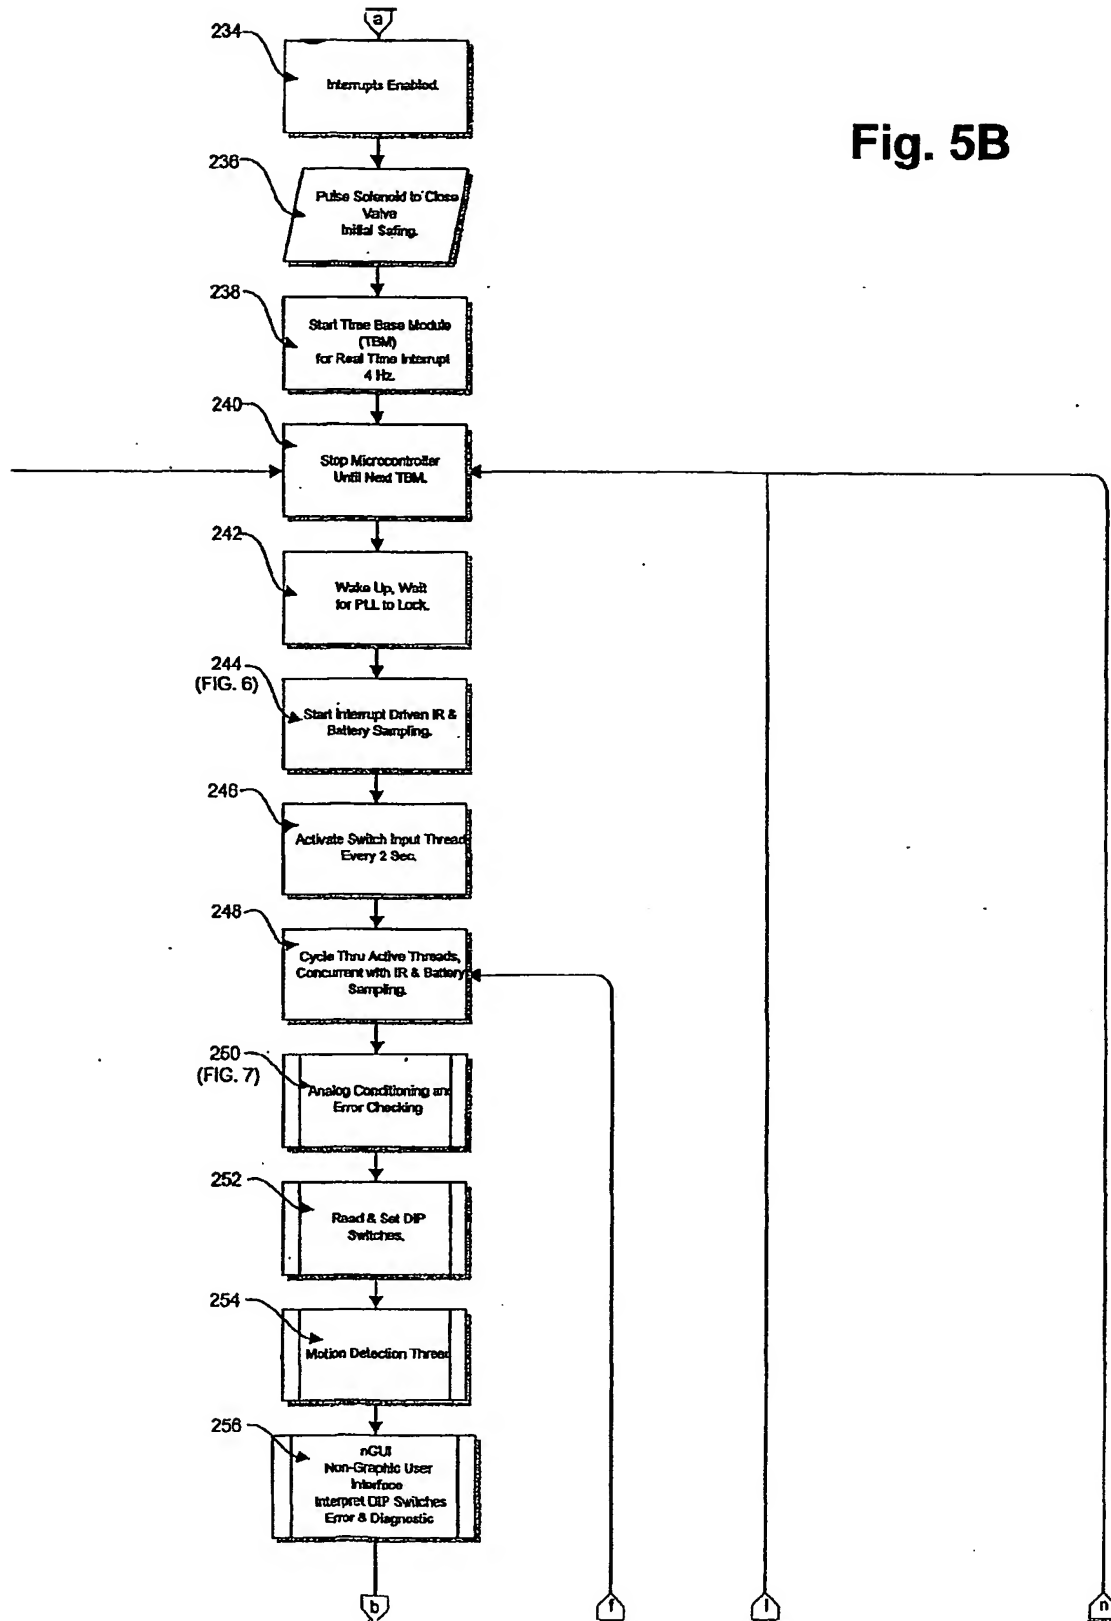 a
234
Interrupts Enabled.
Fig. 5B
236
Pulse Solenoid to Close
Valve
Initial Safing.
238
Start Time Base Module
(TBM)
for Real Time Interrupt
4 Hz.
240
Stop Microcontroller
Until Next TBM.
242
Wake Up, Wait
for PLL to Lock.
244
(FIG. 6)
Start Interrupt Driven IR &
Battery Sampling.
246
Activate Switch Input Thread
Every 2 Sec.
248
Cycle Thru Active Threads,
Concurrent with IR & Battery
Sampling.
250
(FIG. 7)
Analog Conditioning an
Error Checking
252
Read & Set DIP
Switches.
254
Motion Detection Thread
256
nGUI
Non-Graphic User
Interface
Interpret DIP Switches
Error & Diagnostic
b
f
n